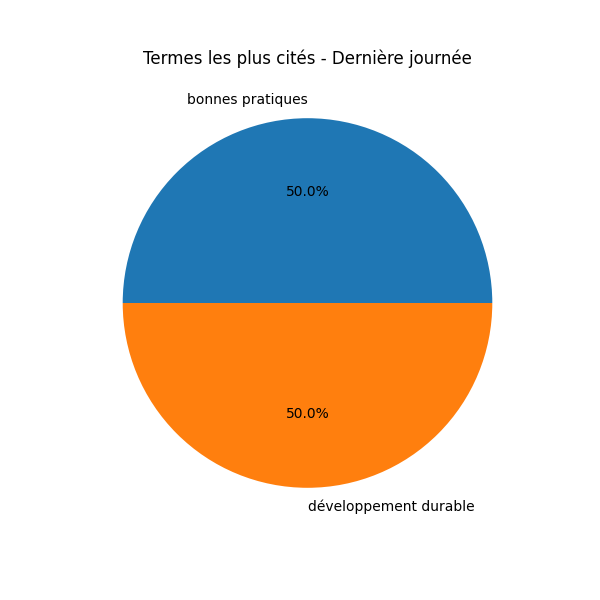 Termes les plus cités - Dernière journée
bonnes pratiques
50.0%
50.0%
développement durable